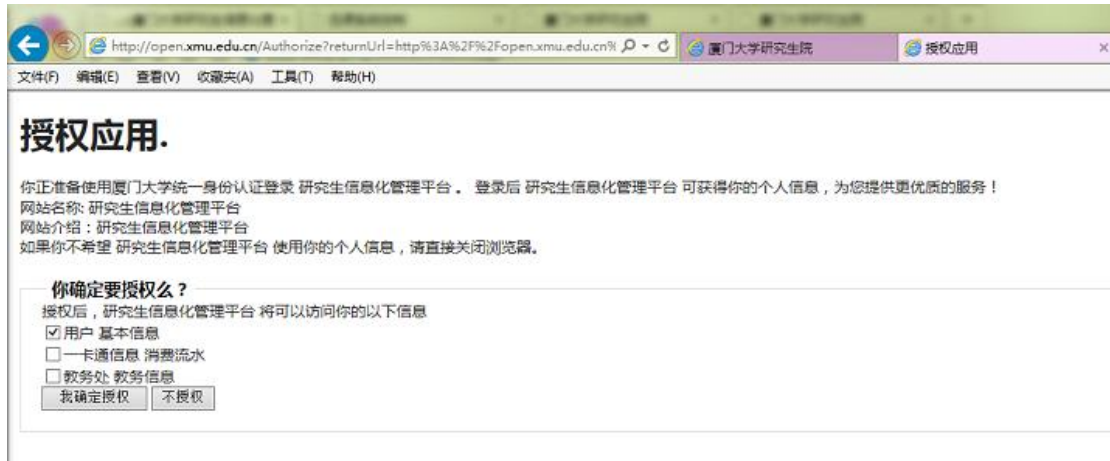 http://open.xmu.edu.cn/Authorize?returnUrl=http%3A%2F%2Fopen.xmu.edu.cn%
厦门大学研究生院
授权应用
文件(F) 编辑(E) 查看(V) 收藏夹(A) 工具(T) 帮助(H)
授权应用.
你正准备使用厦门大学统一身份认证登录 研究生信息化管理平台 。 登录后 研究生信息化管理平台 可获得你的个人信息,为您提供更优质的服务!
网站名称: 研究生信息化管理平台
网站介绍:研究生信息化管理平台
如果你不希望 研究生信息化管理平台 使用你的个人信息,请直接关闭浏览器。
你确定要授权么?
授权后,研究生信息化管理平台 将可以访问你的以下信息
用户 基本信息
一卡通信息 消费流水
教务处 教务信息
我确定授权 不授权